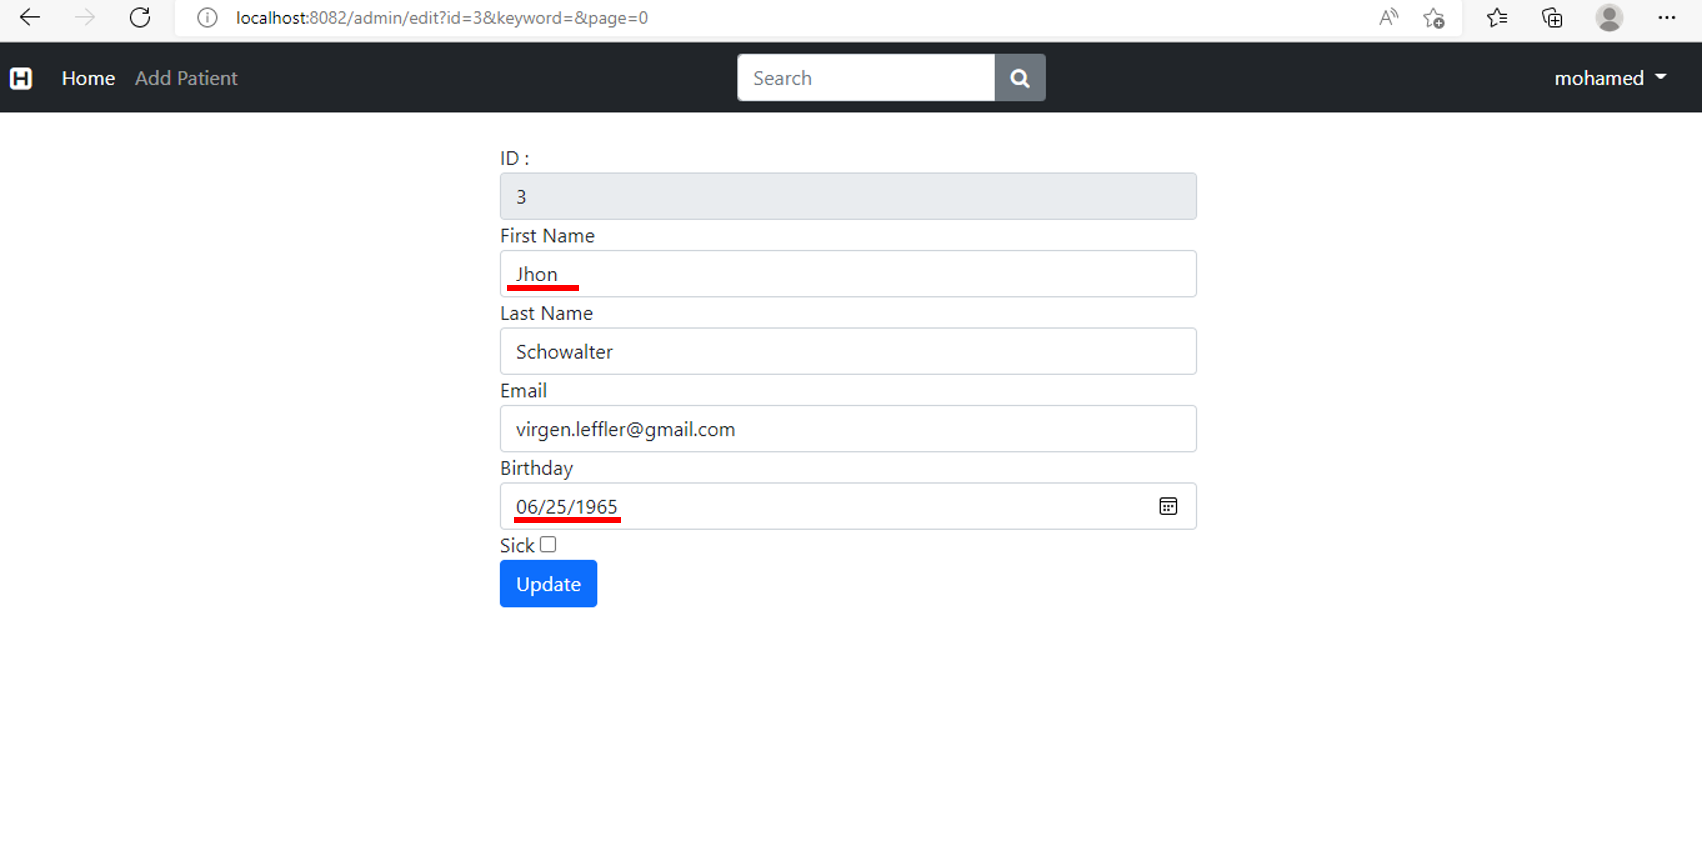 localhost:8082/admin/edit?id=3&keyword=&page=0
H Home Add Patient Search mohamed
ID :
3
First Name
Jhon
Last Name
Schowalter
Email
virgen.leffler@gmail.com
Birthday
06/25/1965
Sick
Update